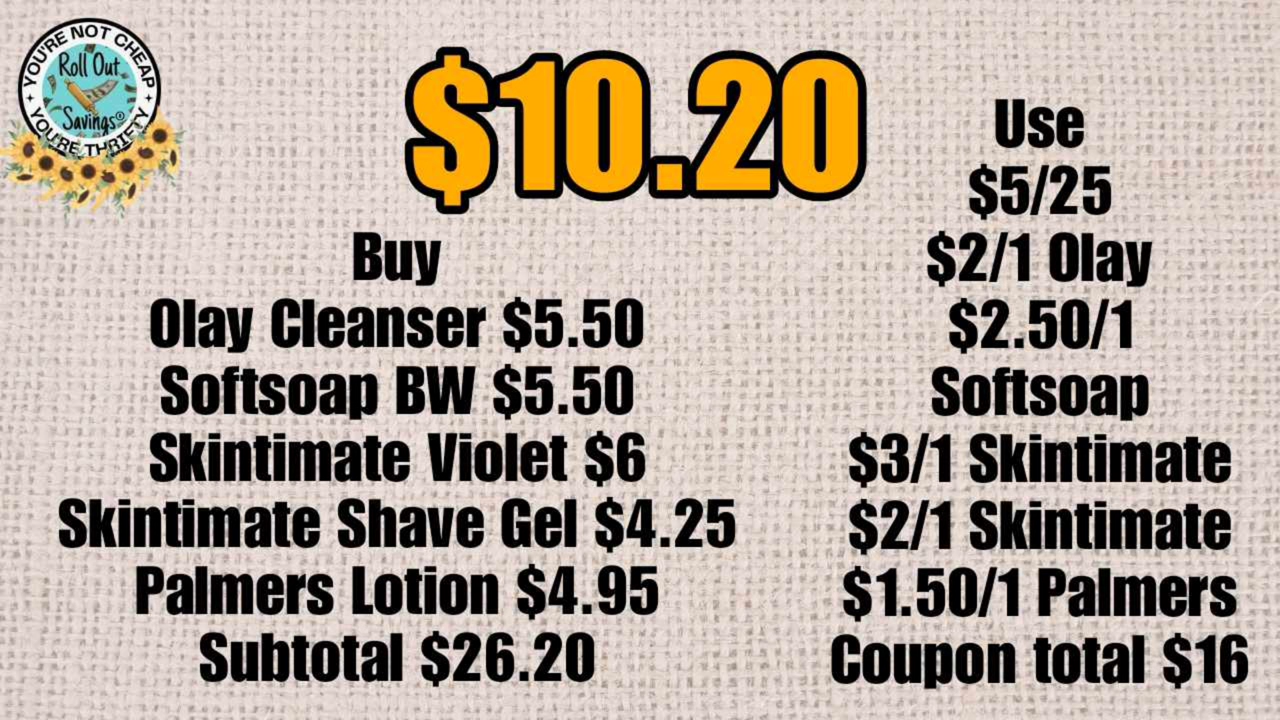 YOU'RE NOT CHEAP
Roll Out
Savings®
YOU'RE THRIFTY
$10.20
Buy
Olay Cleanser $5.50
Softsoap BW $5.50
Skintimate Violet $6
Skintimate Shave Gel $4.25
Palmers Lotion $4.95
Subtotal $26.20
Use
$5/25
$2/1 Olay
$2.50/1
Softsoap
$3/1 Skintimate
$2/1 Skintimate
$1.50/1 Palmers
Coupon total $16